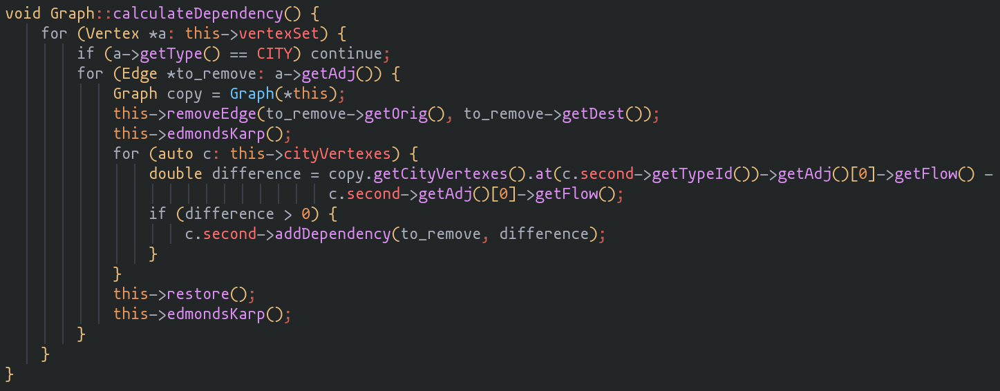 void Graph::calculateDependency() {
    for (Vertex *a: this->vertexSet) {
        if (a->getType() == CITY) continue;
        for (Edge *to_remove: a->getAdj()) {
            Graph copy = Graph(*this);
            this->removeEdge(to_remove->getOrig(), to_remove->getDest());
            this->edmondsKarp();
            for (auto c: this->cityVertexes) {
                double difference = copy.getCityVertexes().at(c.second->getTypeId())->getAdj()[0]->getFlow() -
                                    c.second->getAdj()[0]->getFlow();
                if (difference > 0) {
                    c.second->addDependency(to_remove, difference);
                }
            }
            this->restore();
            this->edmondsKarp();
        }
    }
}